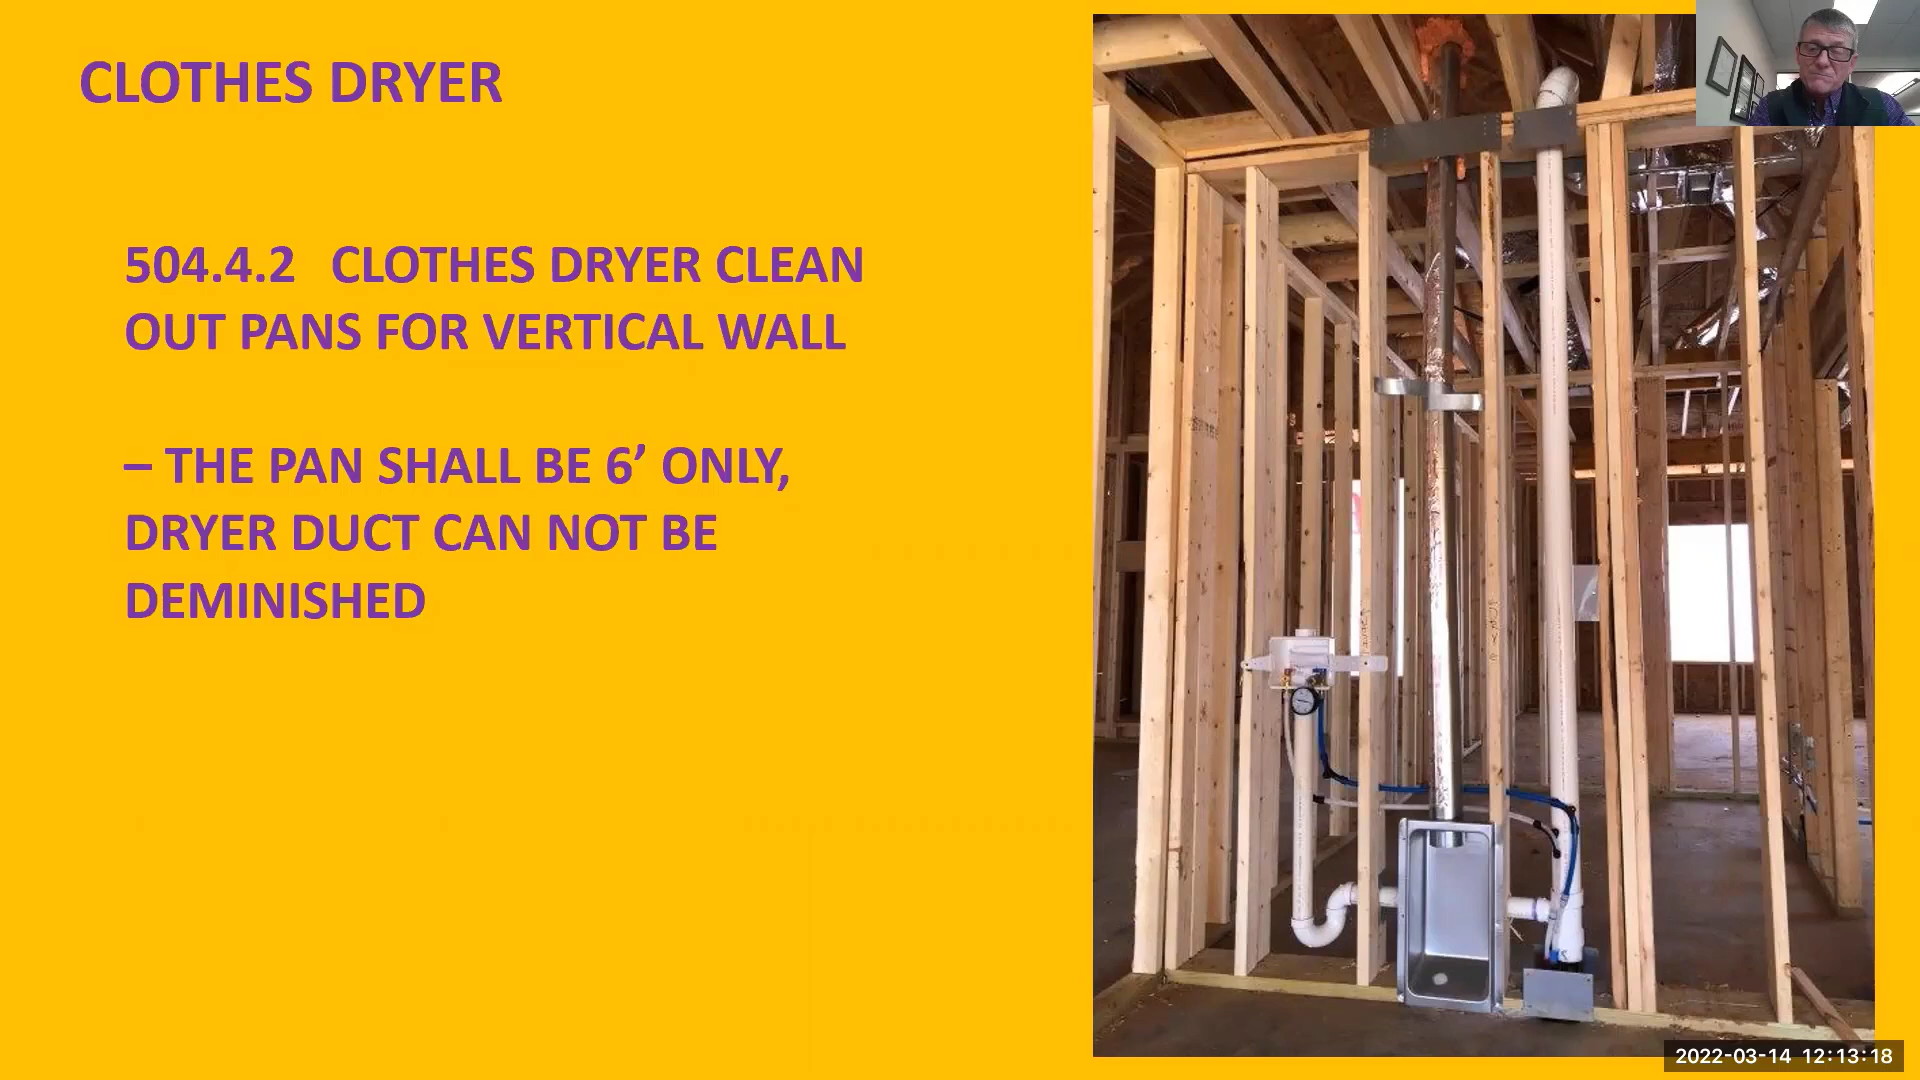 CLOTHES DRYER
504.4.2 CLOTHES DRYER CLEAN
OUT PANS FOR VERTICAL WALL
– THE PAN SHALL BE 6’ ONLY,
DRYER DUCT CAN NOT BE
DEMINISHED
2022-03-14 12:13:18